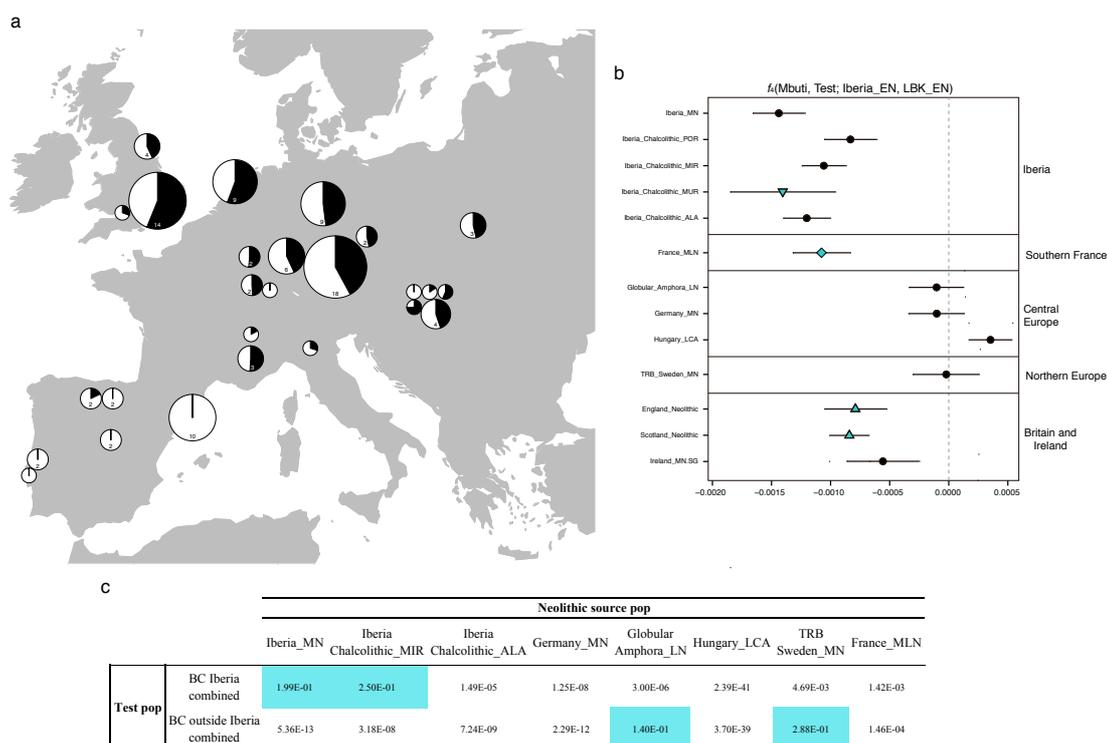 a
4
14
9
9
3
2
6
18
2
4
3
2
2
10
2
2
b
f4(Mbuti, Test; Iberia_EN, LBK_EN)
Iberia_MN
Iberia_Chalcolithic_POR
Iberia_Chalcolithic_MIR
Iberia
Iberia_Chalcolithic_MUR
Iberia_Chalcolithic_ALA
France_MLN
Southern France
Globular_Amphora_LN
Central
Europe
Germany_MN
Hungary_LCA
TRB_Sweden_MN
Northern Europe
England_Neolithic
Scotland_Neolithic
Britain and
Ireland
Ireland_MN.SG
−0.0020 −0.0015 −0.0010 −0.0005 0.0000 0.0005
c
Neolithic source pop
Iberia_MN Iberia Chalcolithic_MIR Iberia Chalcolithic_ALA Germany_MN Globular Amphora_LN Hungary_LCA TRB Sweden_MN France_MLN
Test pop
BC Iberia combined 1.99E-01 2.50E-01 1.49E-05 1.25E-08 3.00E-06 2.39E-41 4.69E-03 1.42E-03
BC outside Iberia combined 5.36E-13 3.18E-08 7.24E-09 2.29E-12 1.40E-01 3.70E-39 2.88E-01 1.46E-04